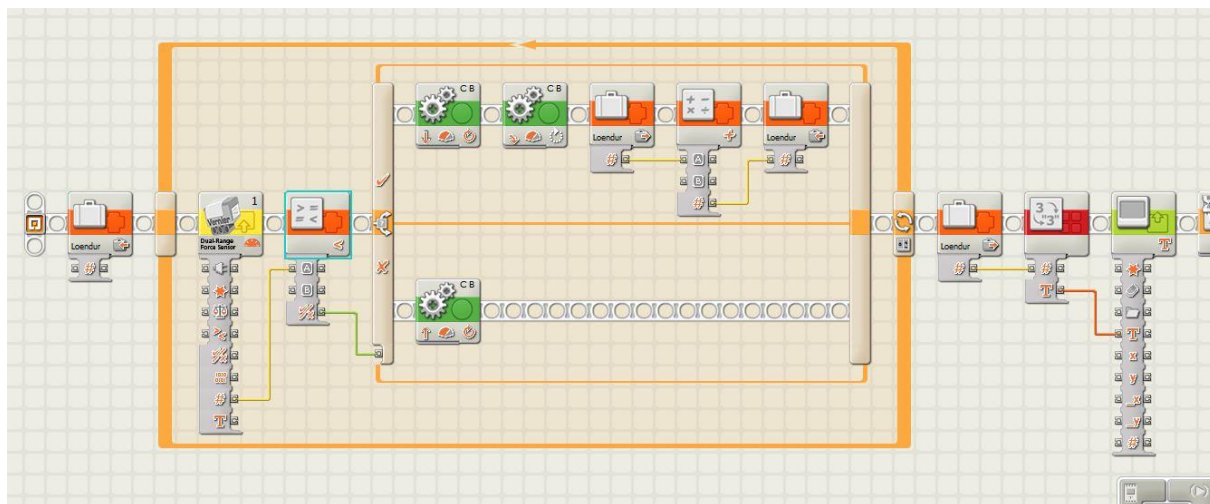 C B
C B
Loendur
Loendur
Loendur
1
Vernier
Dual-Range
Force Sensor
Loendur
3
"3"
#
#
A
B
#
#
A
B
#
T
C B
#
T
#
#
T
T
x
y
x
y
#